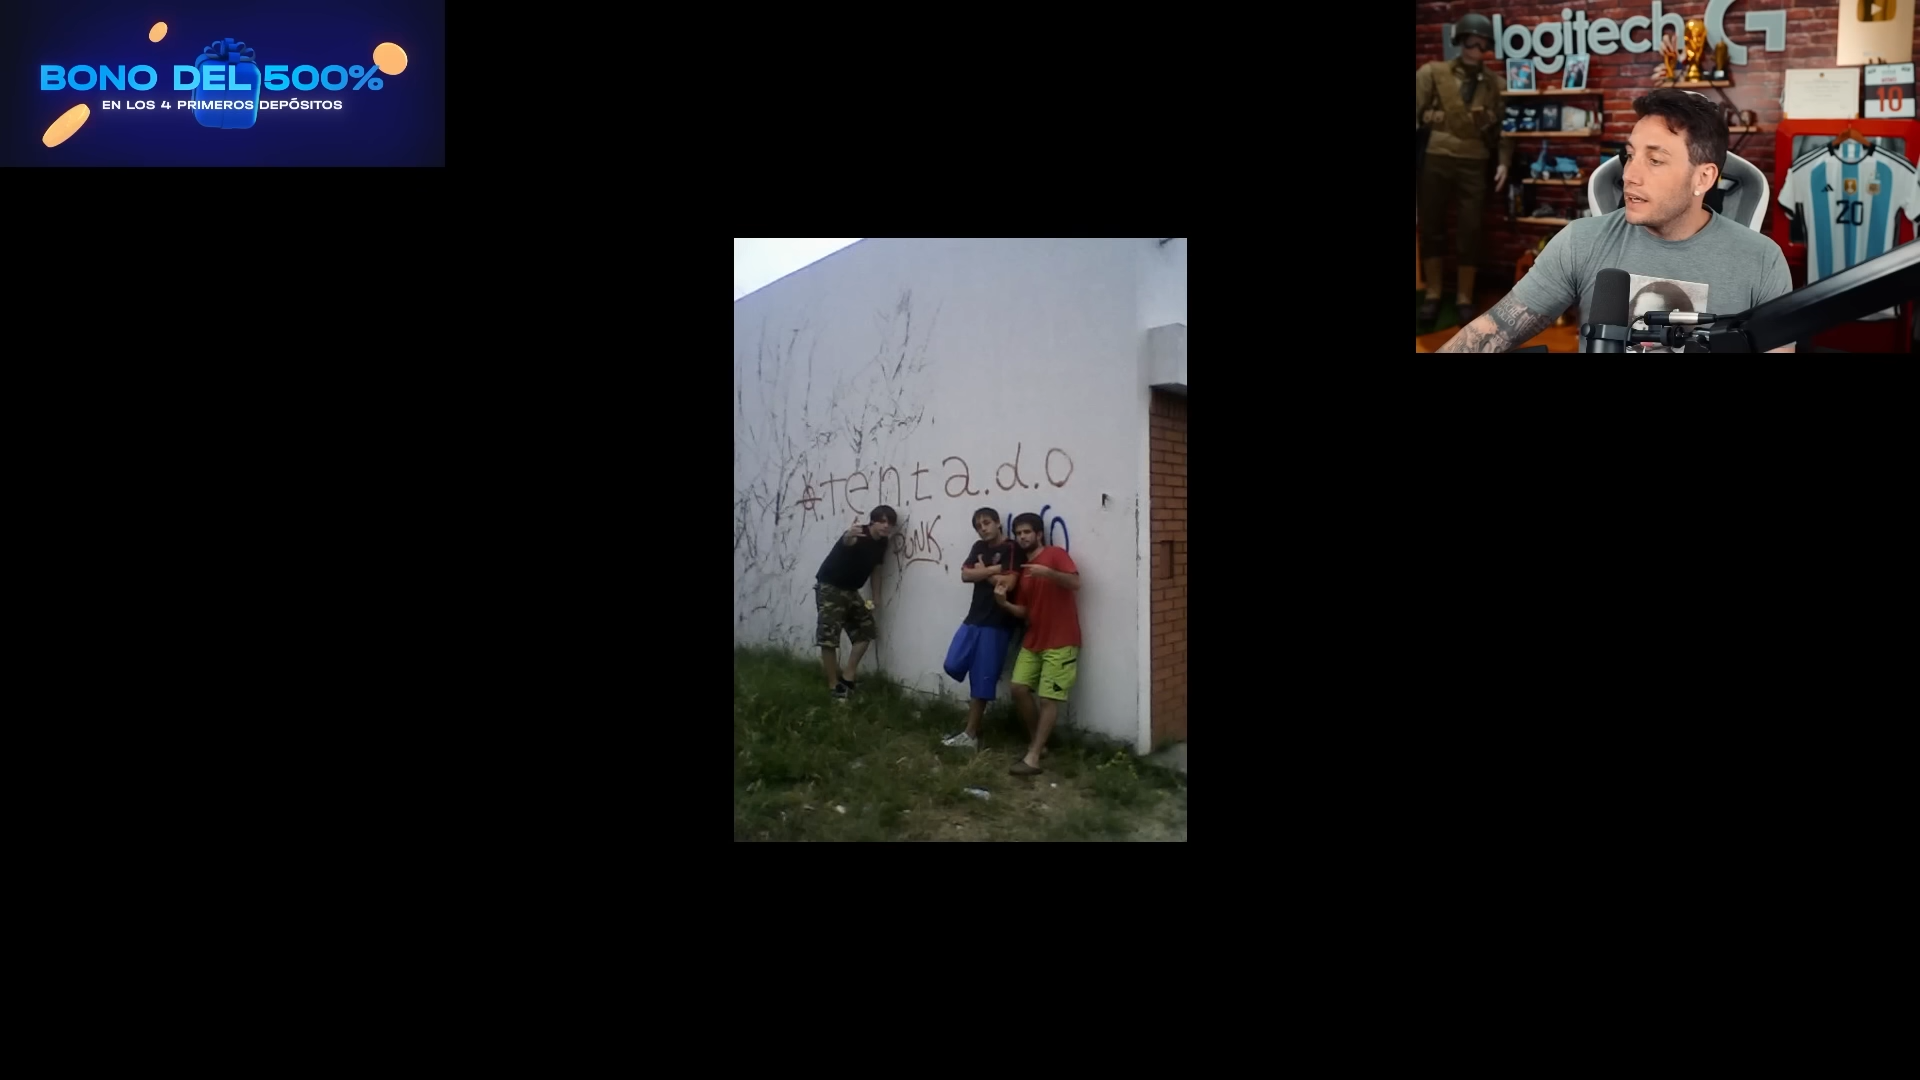 BONO DEL 500%
EN LOS 4 PRIMEROS DEPÓSITOS
logitech G
10
20
A.T.e.n.t.a.d.o
PUNK